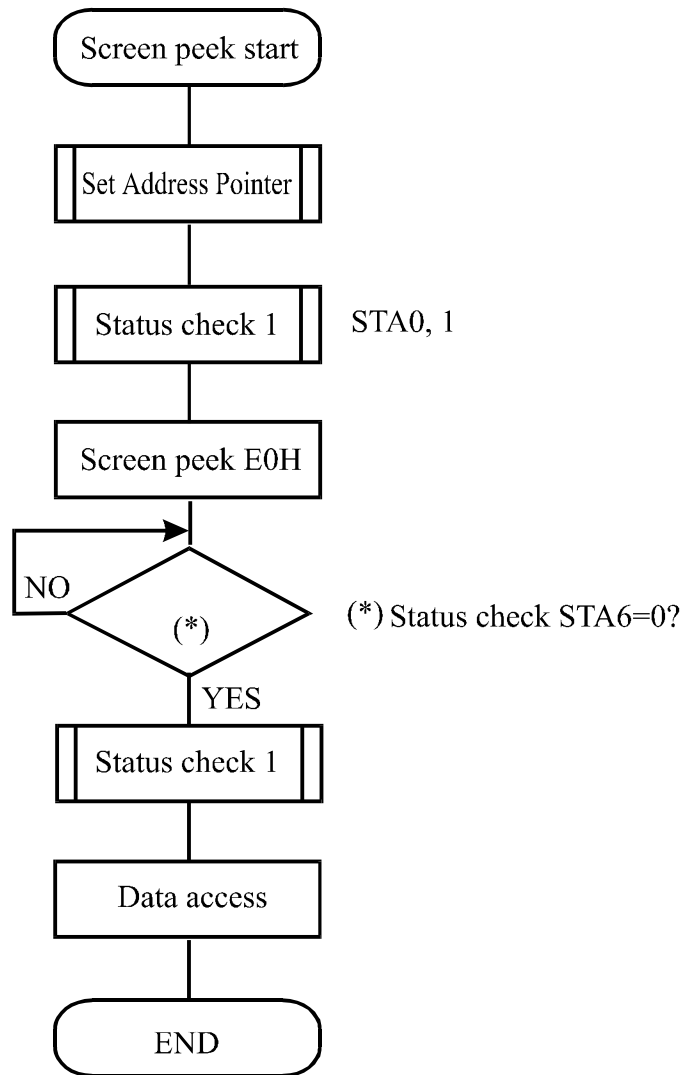 Screen peek start
Set Address Pointer
Status check 1
STA0, 1
Screen peek E0H
NO
(*)
(*) Status check STA6=0?
YES
Status check 1
Data access
END